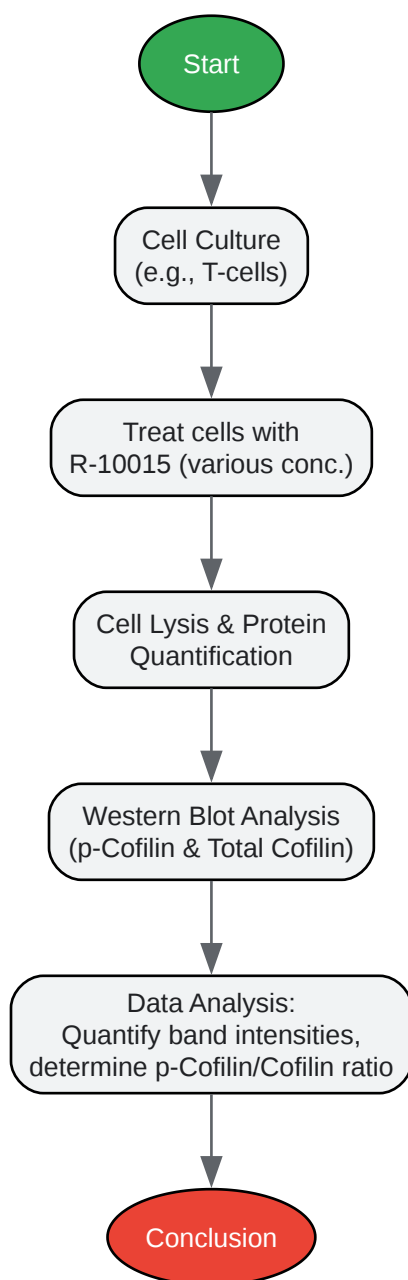 Start
Cell Culture
(e.g., T-cells)
Treat cells with
R-10015 (various conc.)
Cell Lysis & Protein
Quantification
Western Blot Analysis
(p-Cofilin & Total Cofilin)
Data Analysis:
Quantify band intensities,
determine p-Cofilin/Cofilin ratio
Conclusion